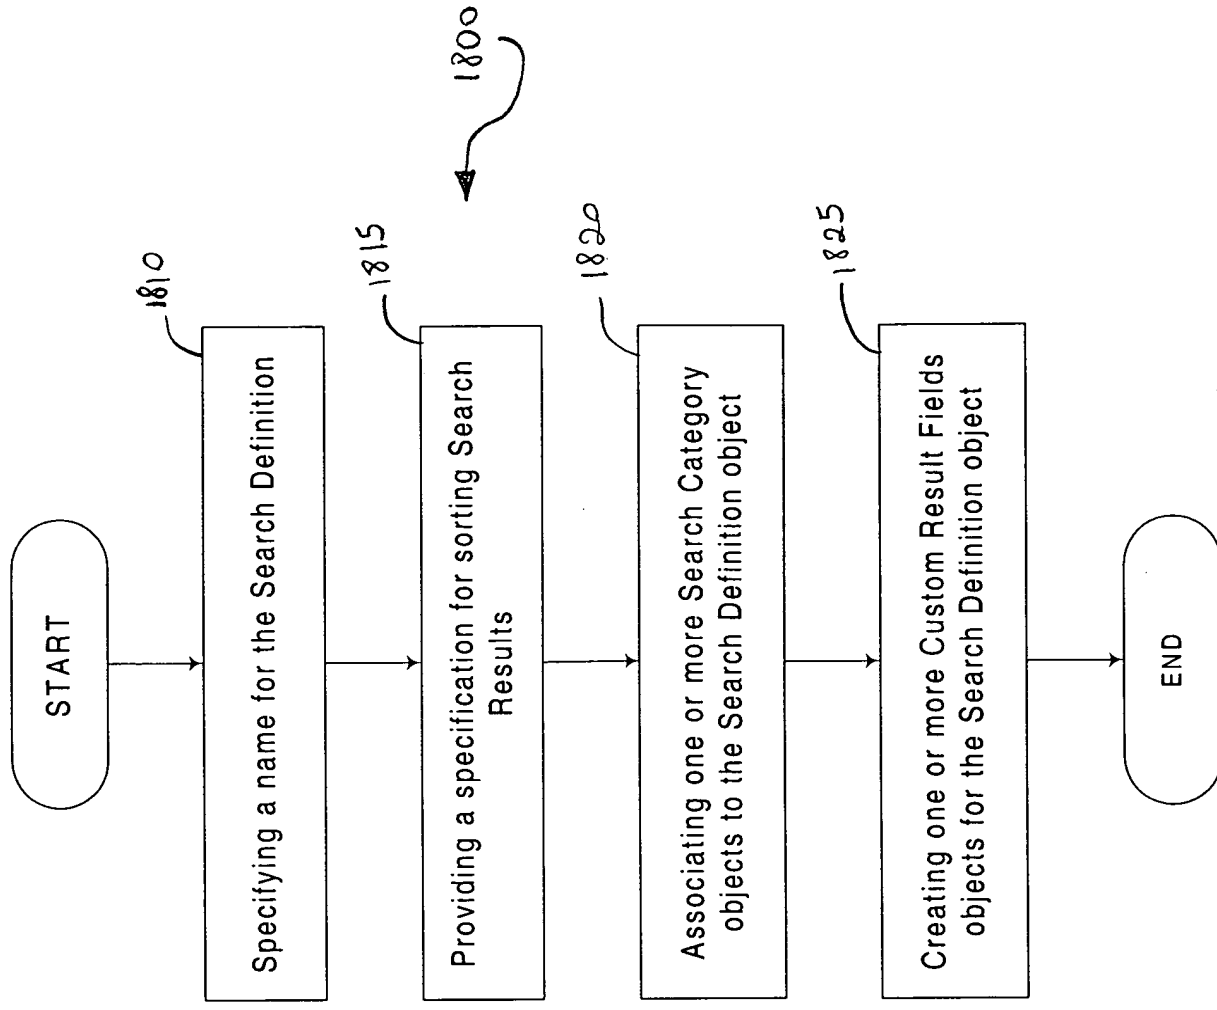 START
1810
Specifying a name for the Search Definition
1815
Providing a specification for sorting Search
Results
1800
1820
Associating one or more Search Category
objects to the Search Definition object
1825
Creating one or more Custom Result Fields
objects for the Search Definition object
END